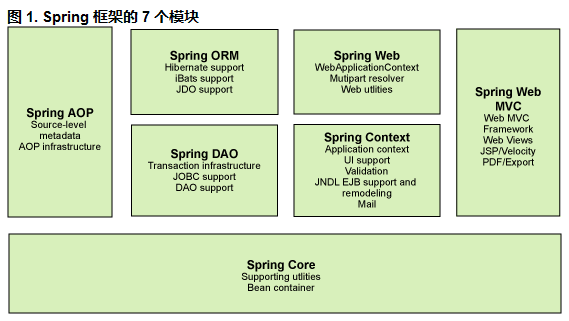 图 1. Spring 框架的 7 个模块
Spring AOP
Source-level
metadata
AOP infrastructure
Spring ORM
Hibernate support
iBats support
JDO support
Spring DAO
Transaction infrastructure
JOBC support
DAO support
Spring Web
WebApplicationContext
Mutipart resolver
Web utlities
Spring Context
Application context
UI support
Validation
JNDL EJB support and
remodeling
Mail
Spring Web
MVC
Web MVC
Framework
Web Views
JSP/Velocity
PDF/Export
Spring Core
Supporting utlities
Bean container